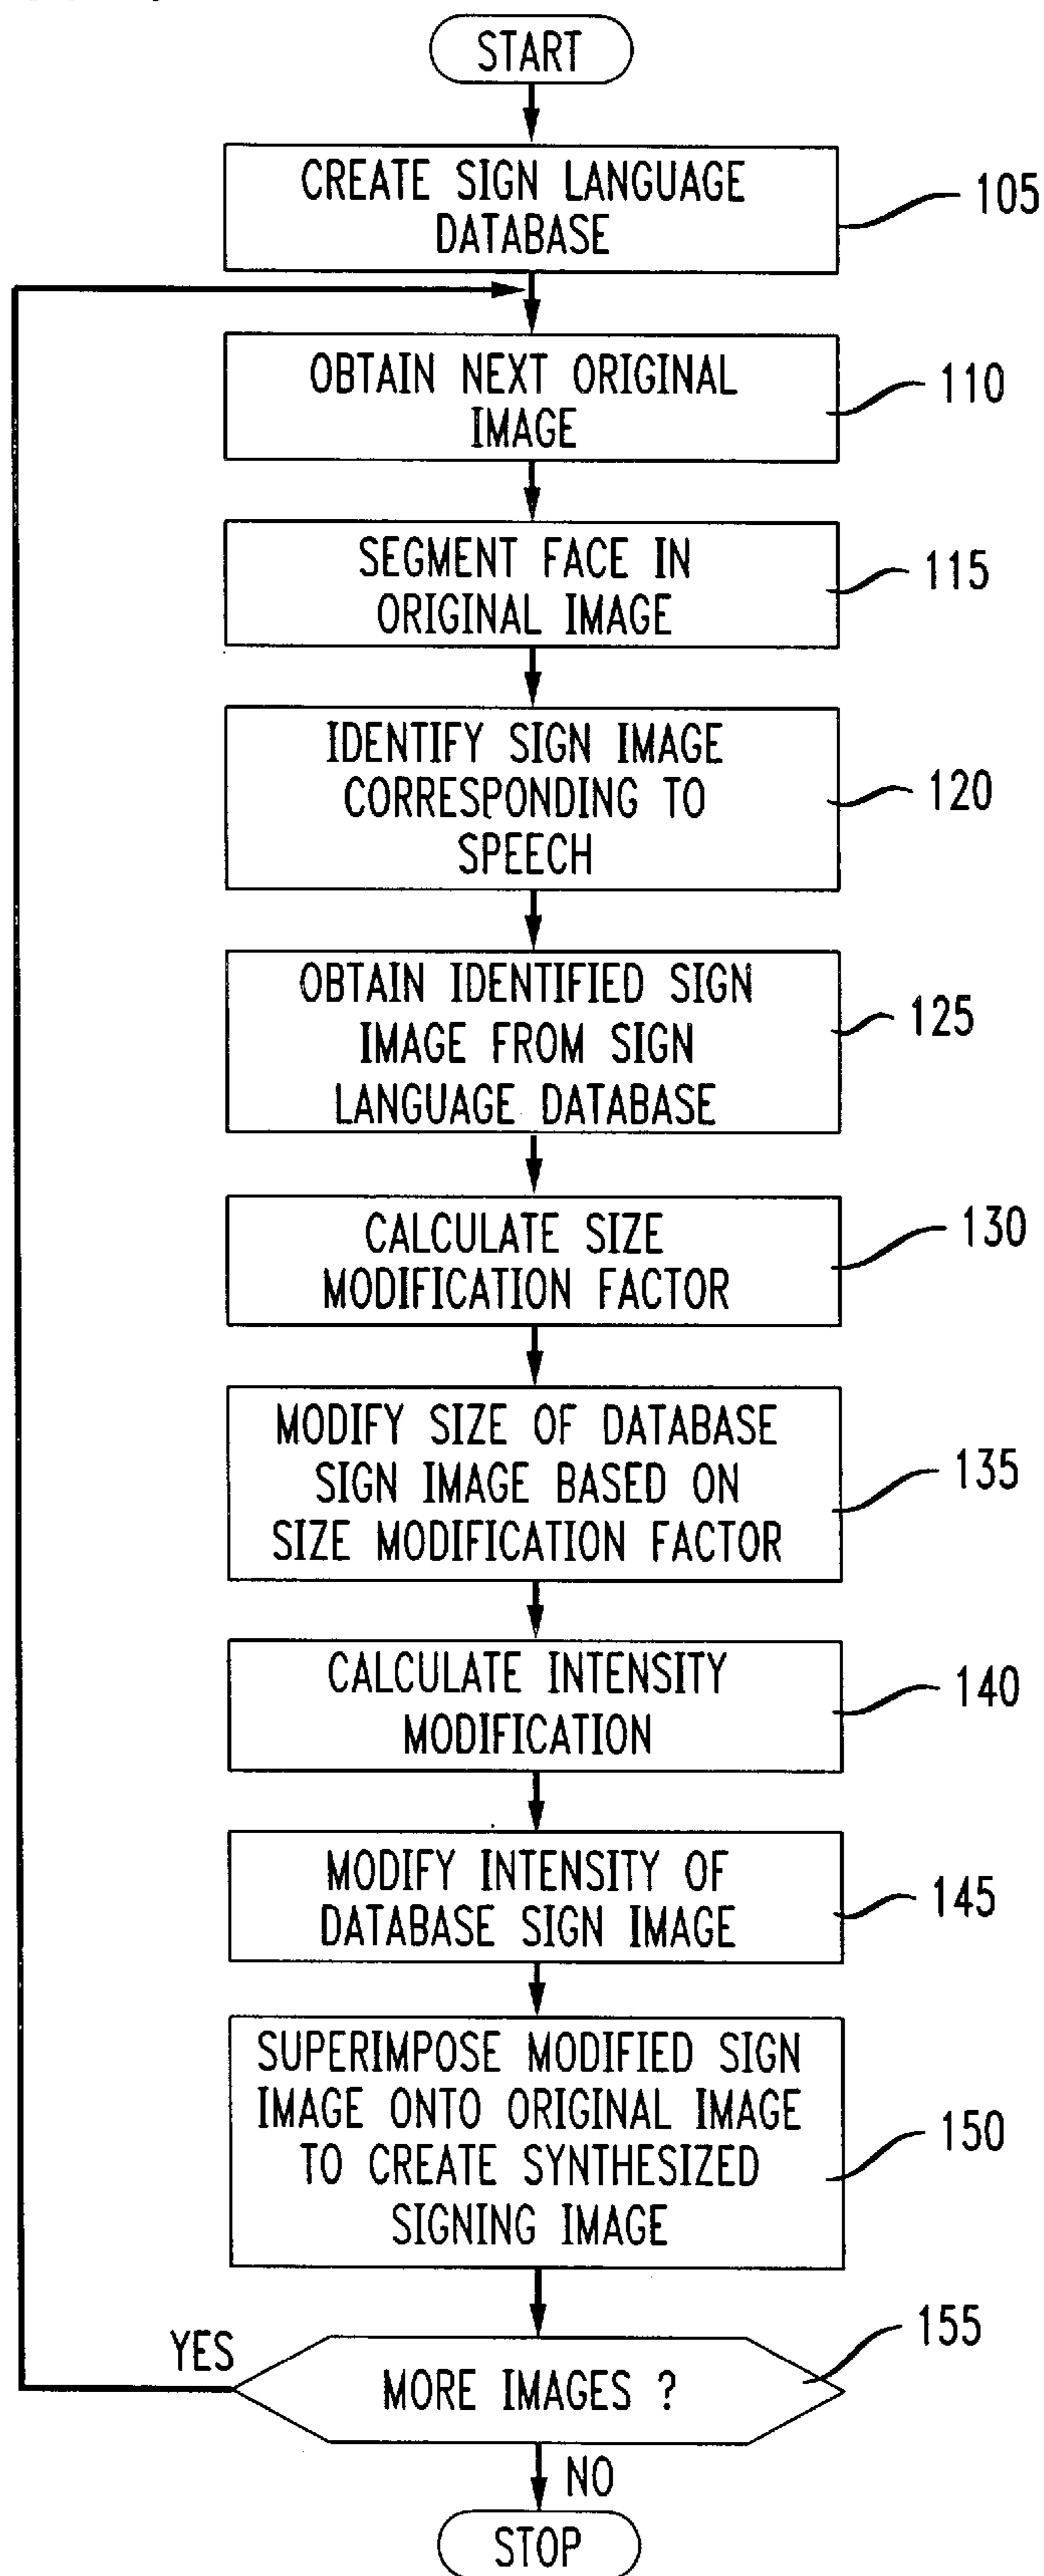 START
CREATE SIGN LANGUAGE
DATABASE
105
OBTAIN NEXT ORIGINAL
IMAGE
110
SEGMENT FACE IN
ORIGINAL IMAGE
115
IDENTIFY SIGN IMAGE
CORRESPONDING TO
SPEECH
120
OBTAIN IDENTIFIED SIGN
IMAGE FROM SIGN
LANGUAGE DATABASE
125
CALCULATE SIZE
MODIFICATION FACTOR
130
MODIFY SIZE OF DATABASE
SIGN IMAGE BASED ON
SIZE MODIFICATION FACTOR
135
CALCULATE INTENSITY
MODIFICATION
140
MODIFY INTENSITY OF
DATABASE SIGN IMAGE
145
SUPERIMPOSE MODIFIED SIGN
IMAGE ONTO ORIGINAL IMAGE
TO CREATE SYNTHESIZED
SIGNING IMAGE
150
YES
MORE IMAGES ?
155
NO
STOP